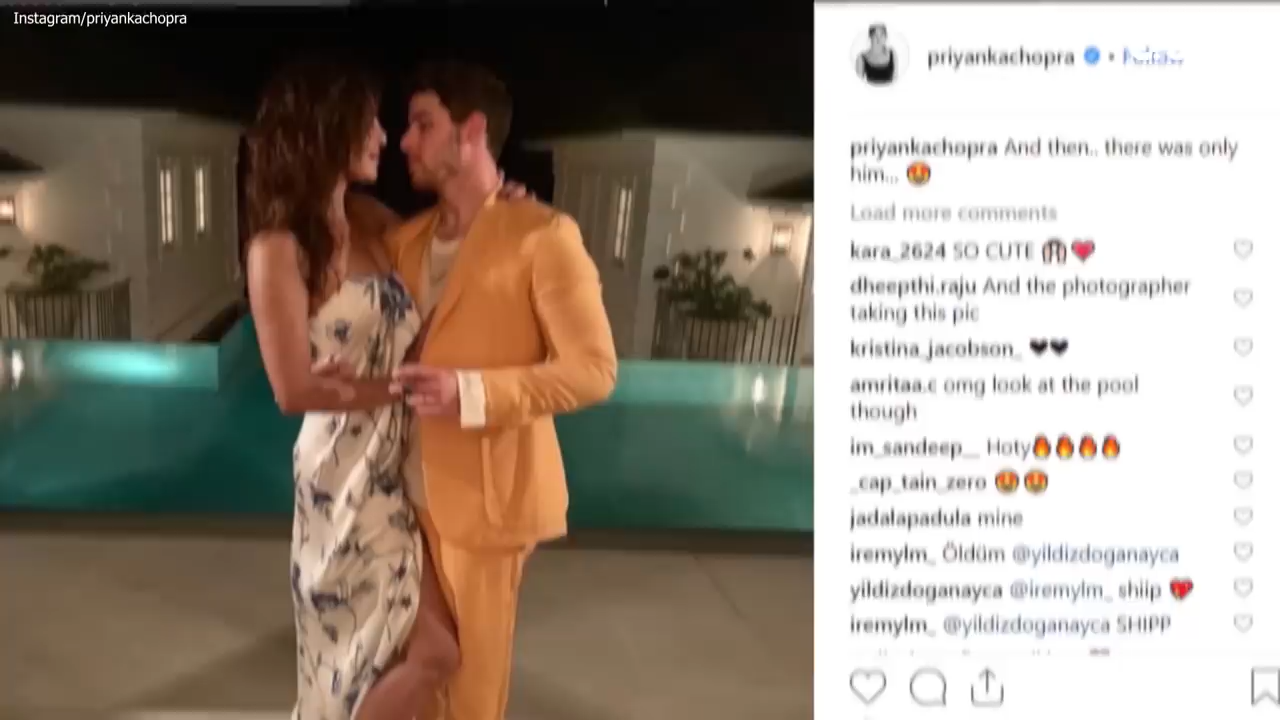 Instagram/priyankachopra
priyankachopra
priyankachopra And then.. there was only
him...
Load more comments
kara_2624 SO CUTE
dheepthi.raju And the photographer
taking this pic
kristina_jacobson_
amritaa.c omg look at the pool
though
im_sandeep__ Hoty
_cap_tain_zero
jadalapadula mine
iremylm_ Öldüm @yildizdoganayca
yildizdoganayca @iremylm_ shiip
iremylm_ @yildizdoganayca SHIPP